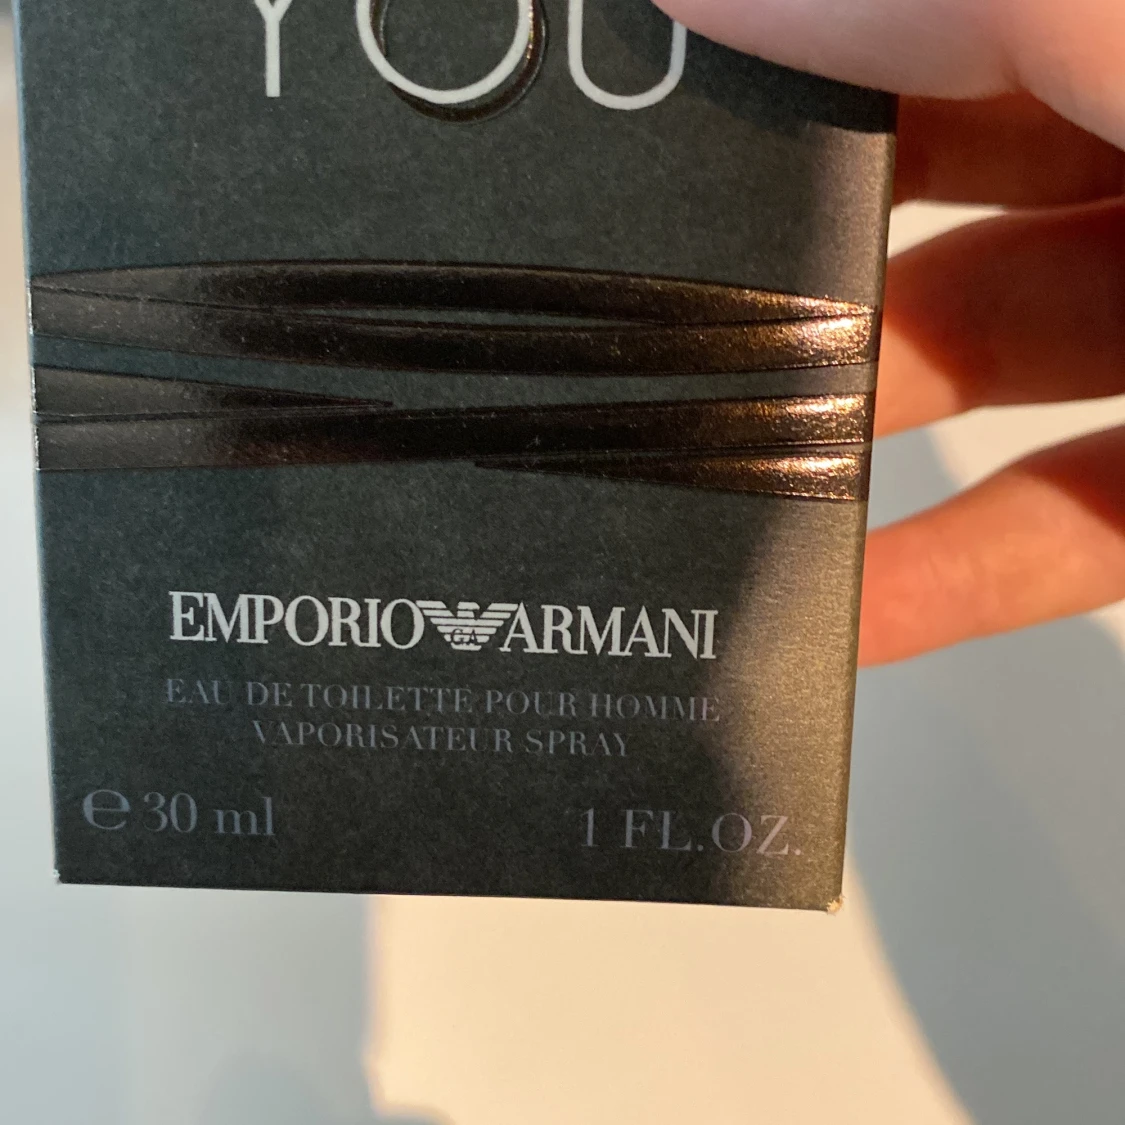 YOU
EMPORIO ARMANI
EAU DE TOILETTE POUR HOMME
VAPORISATEUR SPRAY
℮ 30 ml 1 FL.OZ.